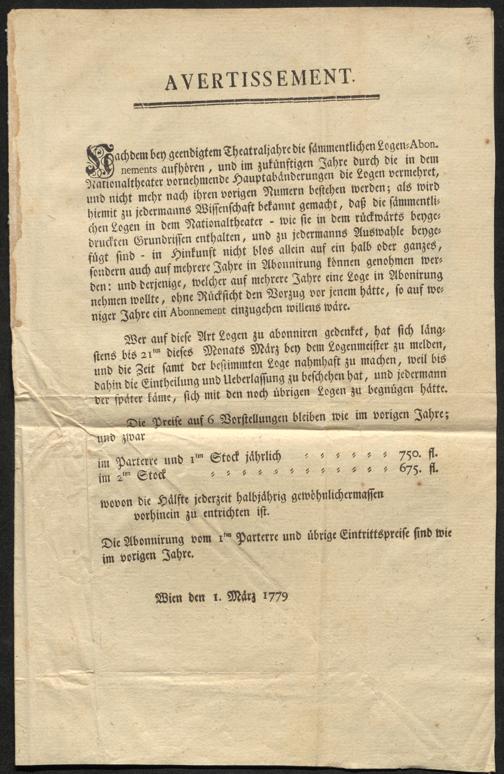 AVERTISSEMENT.
Nachdem bey geendigtem Theatraljahre die sämmentlichen Logen-Abon-
nements aufhören, und im zukünftigen Jahre durch die in dem
Nationaltheater vornehmende Hauptabänderungen die Logen vermehret,
und nicht mehr nach ihren vorigen Numern bestehen werden; als wird
hiemit zu jedermanns Wissenschaft bekannt gemacht, daß die sämmentli-
chen Logen in dem Nationaltheater - wie sie in dem rückwärts beyge-
druckten Grundrissen enthalten, und zu jedermanns Auswahle beyge-
fügt sind - in Hinkunft nicht blos allein auf ein halb oder ganzes,
sondern auch auf mehrere Jahre in Abonnirung können genohmen wer-
den: und derjenige, welcher auf mehrere Jahre eine Loge in Abonirung
nehmen wollte, ohne Rücksicht den Vorzug vor jenem hätte, so auf we-
niger Jahre ein Abonnement einzugehen willens wäre.
Wer auf diese Art Logen zu abonniren gedenket, hat sich läng-
stens bis 21ten dieses Monats März bey dem Logenmeister zu melden,
und die Zeit samt der bestimmten Loge nahmhaft zu machen, weil bis
dahin die Eintheilung und Ueberlassung zu beschehen hat, und jedermann
der später käme, sich mit den noch übrigen Logen zu begnügen hätte.
Die Preise auf 6 Vorstellungen bleiben wie im vorigen Jahre;
und zwar
im Parterre und 1ten Stock jährlich - - - - - - 750. fl.
im 2ten Stock - - - - - - - - - - - 675. fl.
wovon die Hälfte jederzeit halbjährig gewöhnlichermassen
vorhinein zu entrichten ist.
Die Abonnirung vom 1ten Parterre und übrige Eintrittspreise sind wie
im vorigen Jahre.
Wien den 1. März 1779